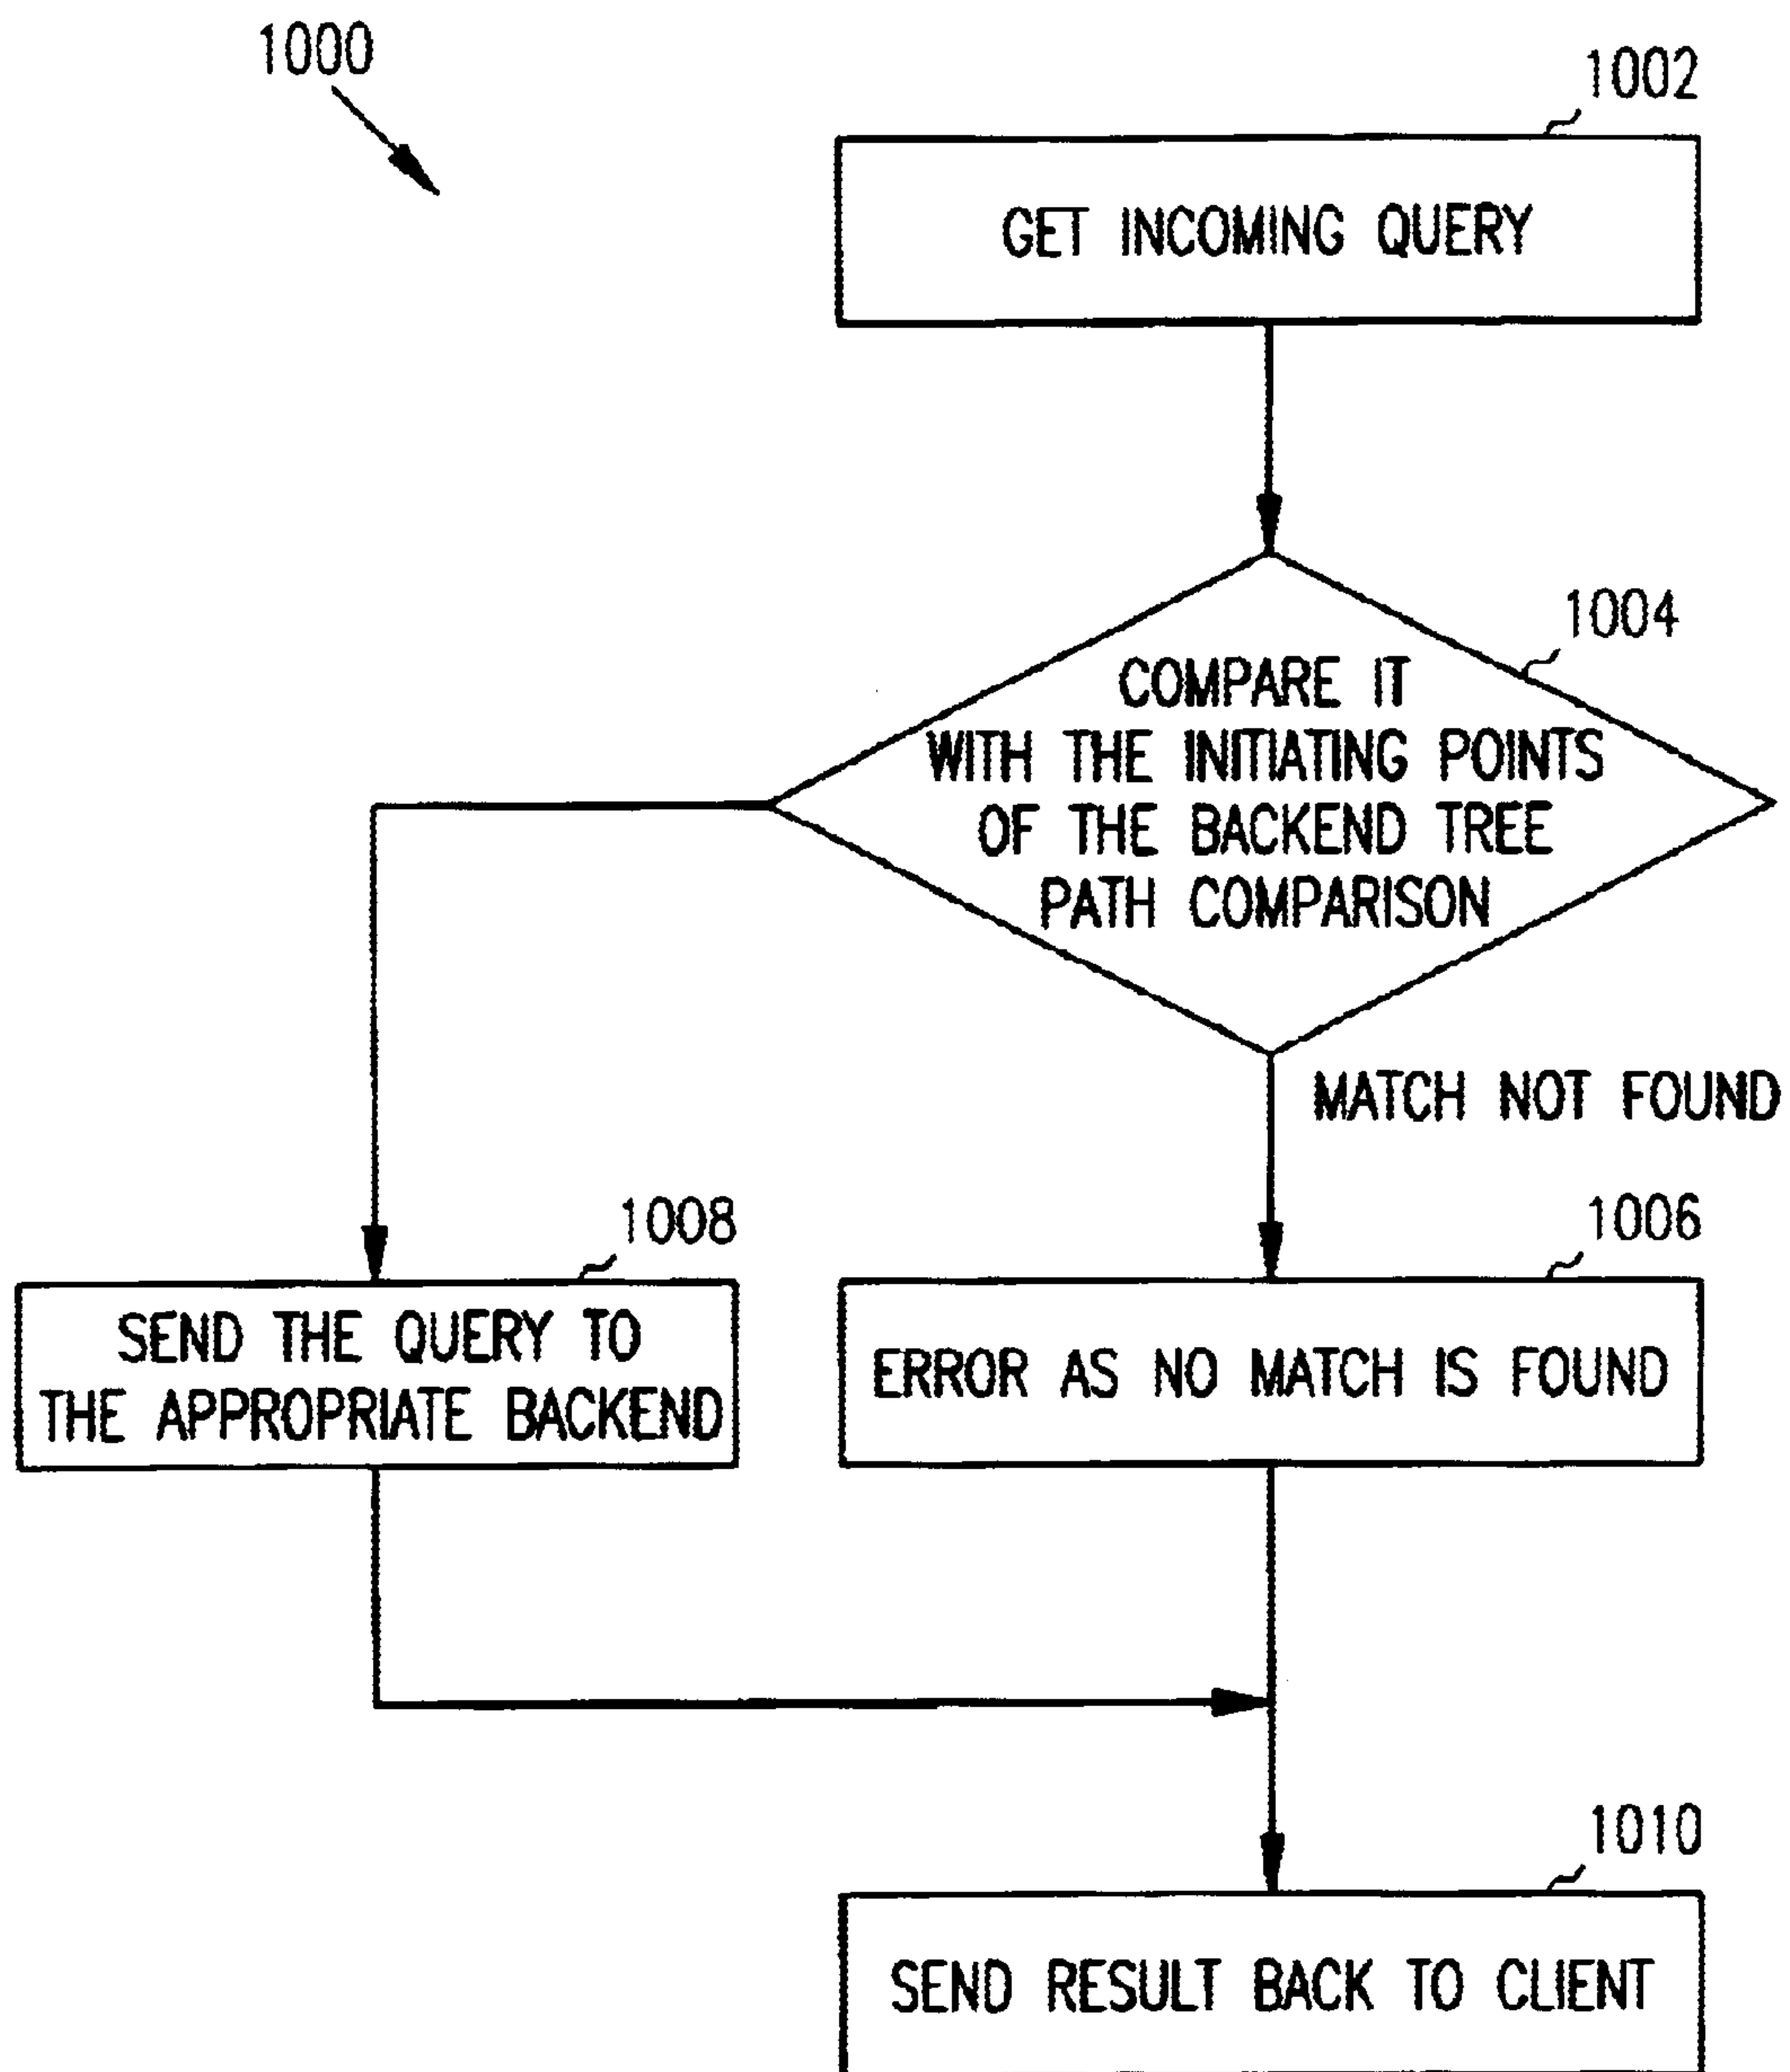 1000
1002
GET INCOMING QUERY
1004
COMPARE IT
WITH THE INITIATING POINTS
OF THE BACKEND TREE
PATH COMPARISON
MATCH NOT FOUND
1008
SEND THE QUERY TO
THE APPROPRIATE BACKEND
1006
ERROR AS NO MATCH IS FOUND
1010
SEND RESULT BACK TO CLIENT